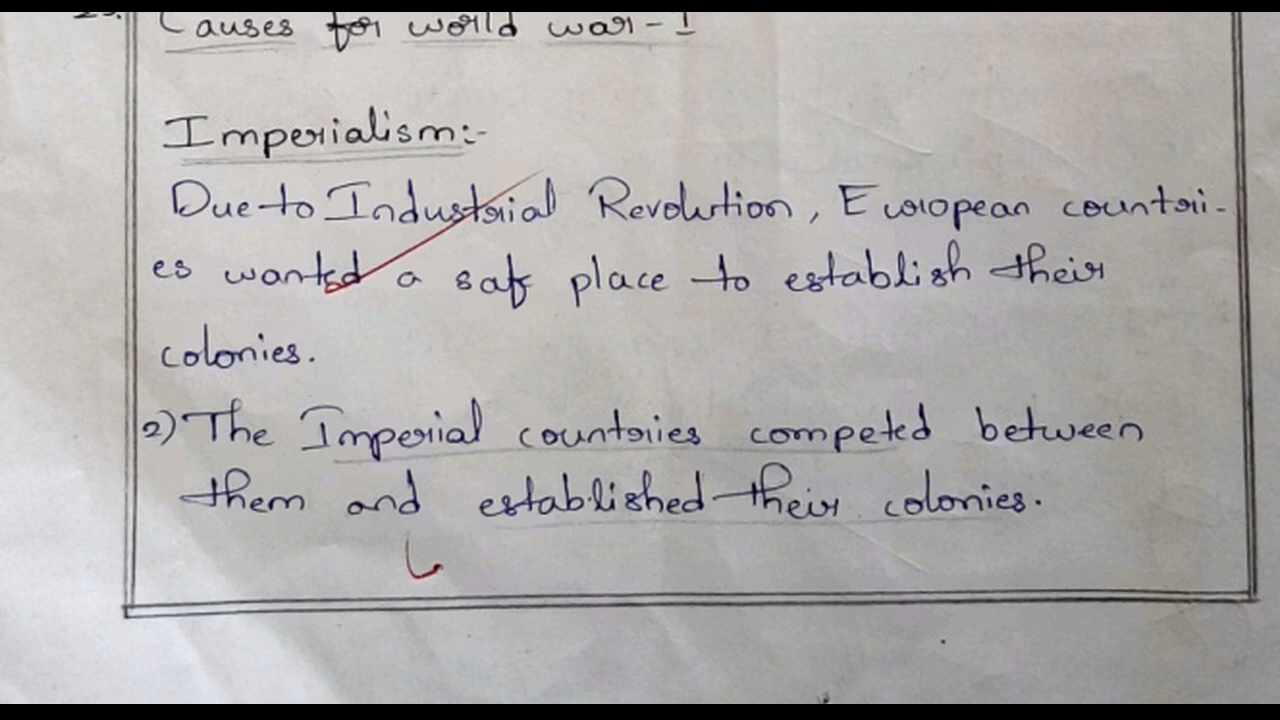 Causes for world war - I
Imperialism:-
Due to Industrial Revolution, European countri-
es wanted a safe place to establish their
colonies.
2) The Imperial countries competed between
them and established their colonies.